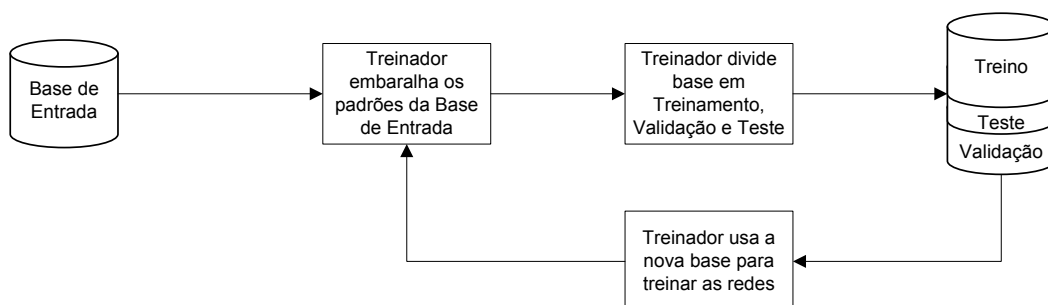 Base de
Entrada
Treinador
embaralha os
padrões da Base
de Entrada
Treinador divide
base em
Treinamento,
Validação e Teste
Treino
Teste
Validação
Treinador usa a
nova base para
treinar as redes